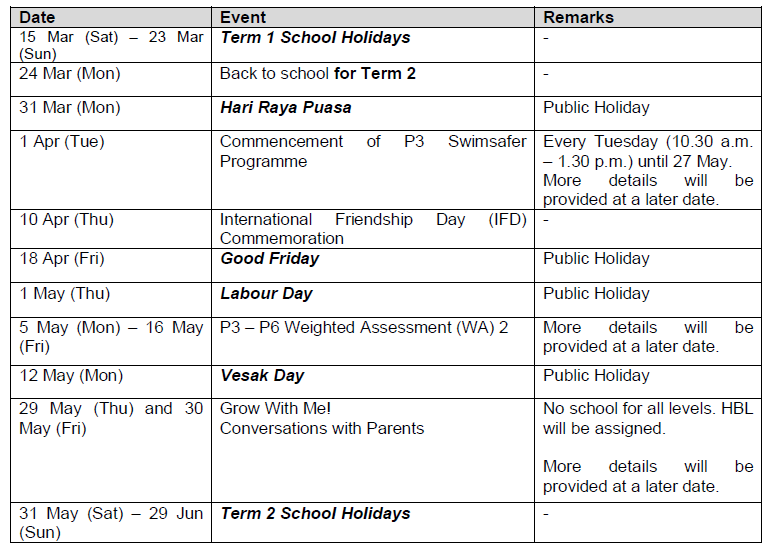 Date Event Remarks
15 Mar (Sat) – 23 Mar
(Sun)
Term 1 School Holidays
-
24 Mar (Mon)
Back to school for Term 2
-
31 Mar (Mon)
Hari Raya Puasa
Public Holiday
1 Apr (Tue)
Commencement of P3 Swimsafer
Programme
Every Tuesday (10.30 a.m.
– 1.30 p.m.) until 27 May.
More details will be
provided at a later date.
10 Apr (Thu)
International Friendship Day (IFD)
Commemoration
-
18 Apr (Fri)
Good Friday
Public Holiday
1 May (Thu)
Labour Day
Public Holiday
5 May (Mon) – 16 May
(Fri)
P3 – P6 Weighted Assessment (WA) 2
More details will be
provided at a later date.
12 May (Mon)
Vesak Day
Public Holiday
29 May (Thu) and 30
May (Fri)
Grow With Me!
Conversations with Parents
No school for all levels. HBL
will be assigned.
More details will be
provided at a later date.
31 May (Sat) – 29 Jun
(Sun)
Term 2 School Holidays
-